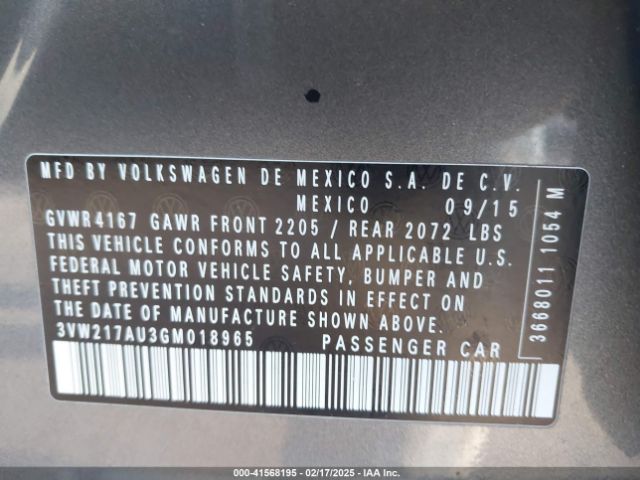 MFD BY VOLKSWAGEN DE MEXICO S.A. DE C.V.
MEXICO 09/15
GVWR4167 GAWR FRONT 2205 / REAR 2072 LBS
THIS VEHICLE CONFORMS TO ALL APPLICABLE U.S.
FEDERAL MOTOR VEHICLE SAFETY, BUMPER AND
THEFT PREVENTION STANDARDS IN EFFECT ON
THE DATE OF MANUFACTURE SHOWN ABOVE.
3VW217AU3GM018965 PASSENGER CAR
3668011 1054 M
000-41568195 - 02/17/2025 - IAA Inc.